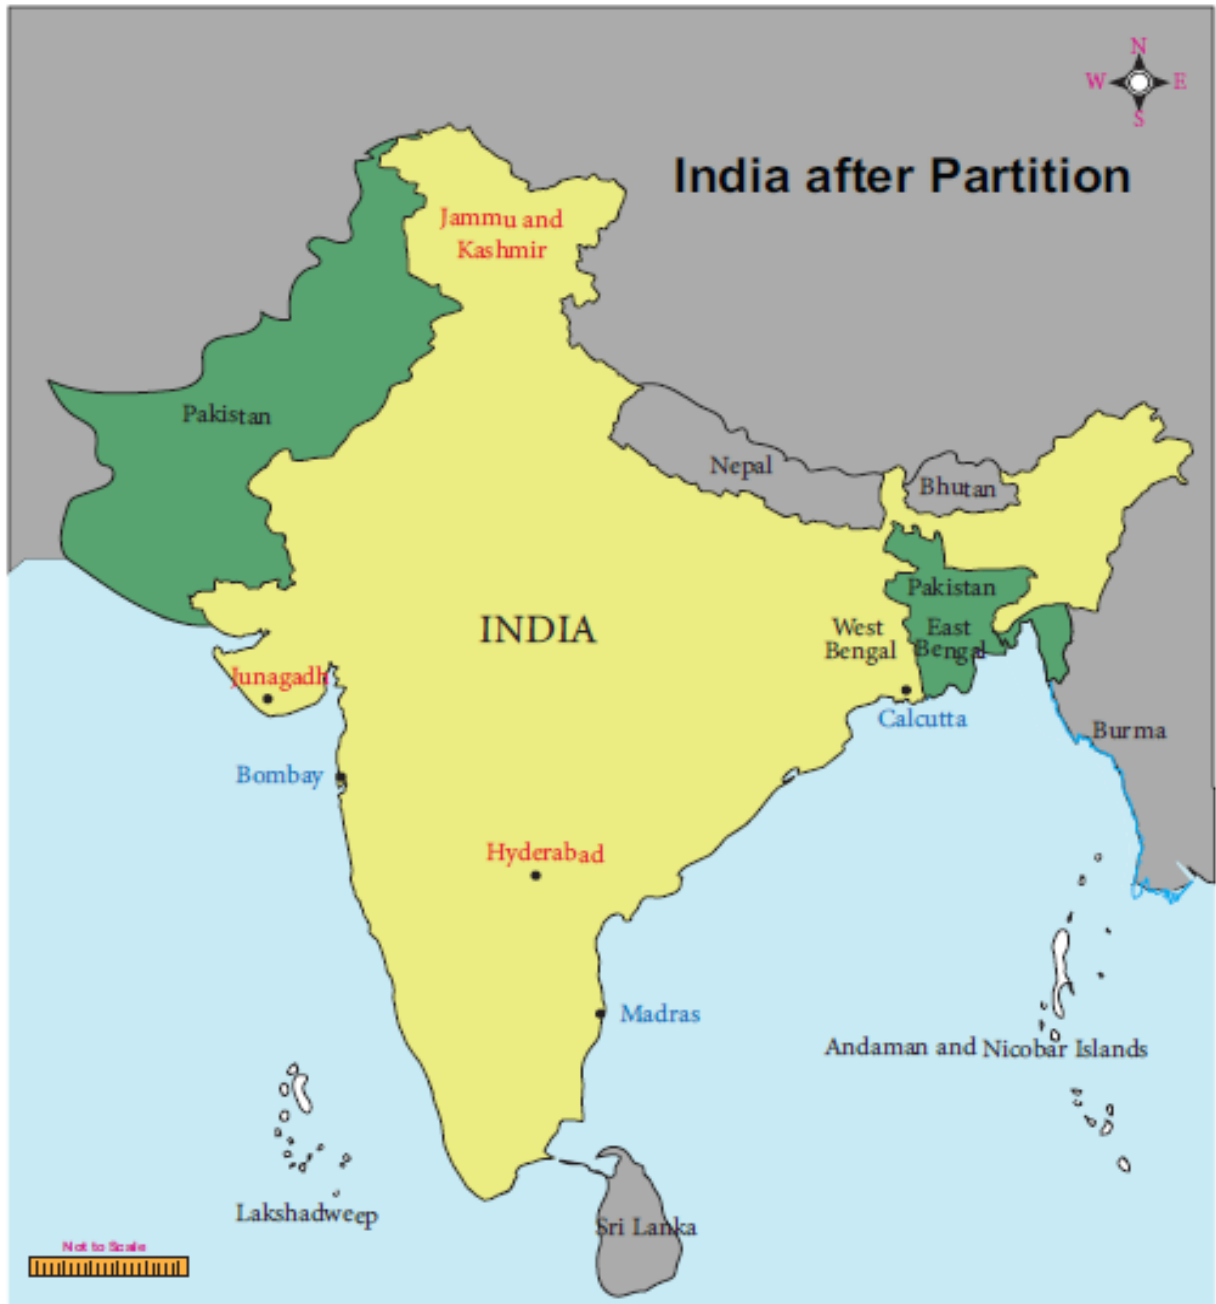 N
W E
S
India after Partition
Jammu and
Kashmir
Pakistan
Nepal
Bhutan
Pakistan
INDIA
West
Bengal
East
Bengal
Junagadh
Calcutta
Burma
Bombay
Hyderabad
Madras
Andaman and Nicobar Islands
Lakshadweep
Sri Lanka
Not to Scale